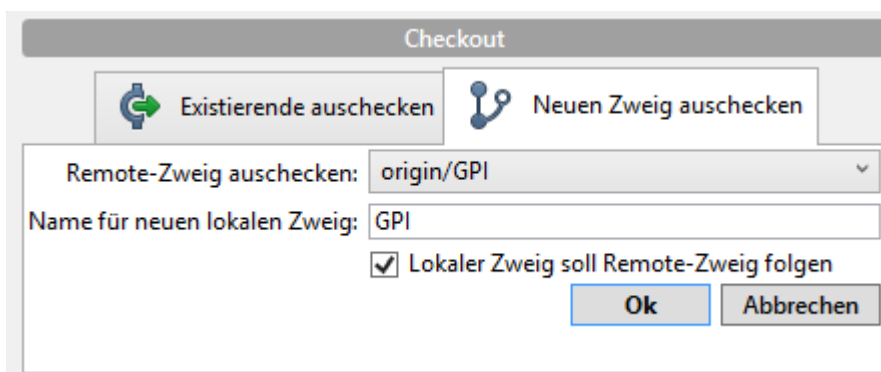 Checkout
Existierende auschecken
Neuen Zweig auschecken
Remote-Zweig auschecken: origin/GPI
Name für neuen lokalen Zweig: GPI
Lokaler Zweig soll Remote-Zweig folgen
Ok Abbrechen